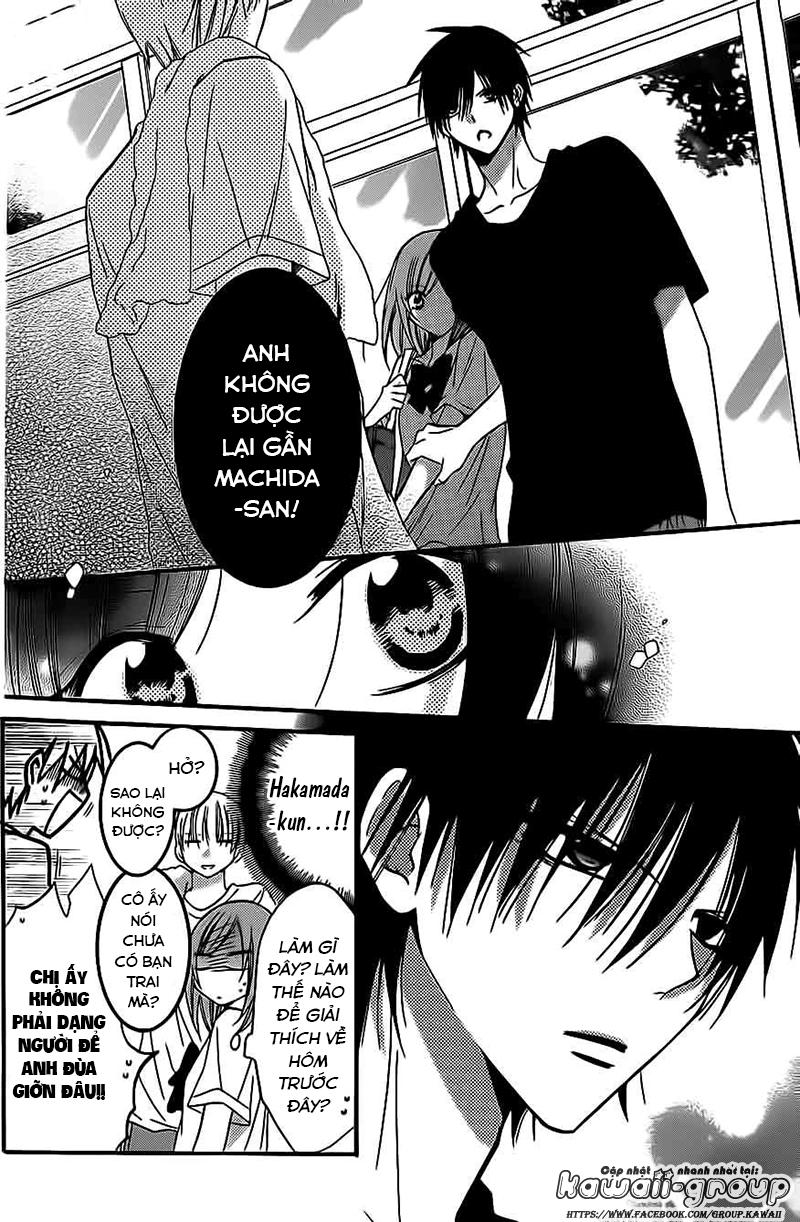 ANH
KHÔNG
ĐƯỢC
LẠI GẦN
MACHIDA
-SAN!
Hakamada
-kun...!!
HỞ?
SAO LẠI
KHÔNG
ĐƯỢC?
CÔ ẤY
NÓI
CHƯA
CÓ BẠN
TRAI
MÀ?
LÀM GÌ
ĐÂY? LÀM
THẾ NÀO
ĐỂ GIẢI
THÍCH VỀ
HÔM
TRƯỚC
ĐÂY?
CHỊ ẤY
KHÔNG
PHẢI DẠNG
NGƯỜI ĐỂ
ANH ĐÙA
GIỠN ĐÂU!!
Cập nhật nhanh nhất tại:
kawaii-group
HTTPS://WWW.FACEBOOK.COM/GROUP.KAWAII